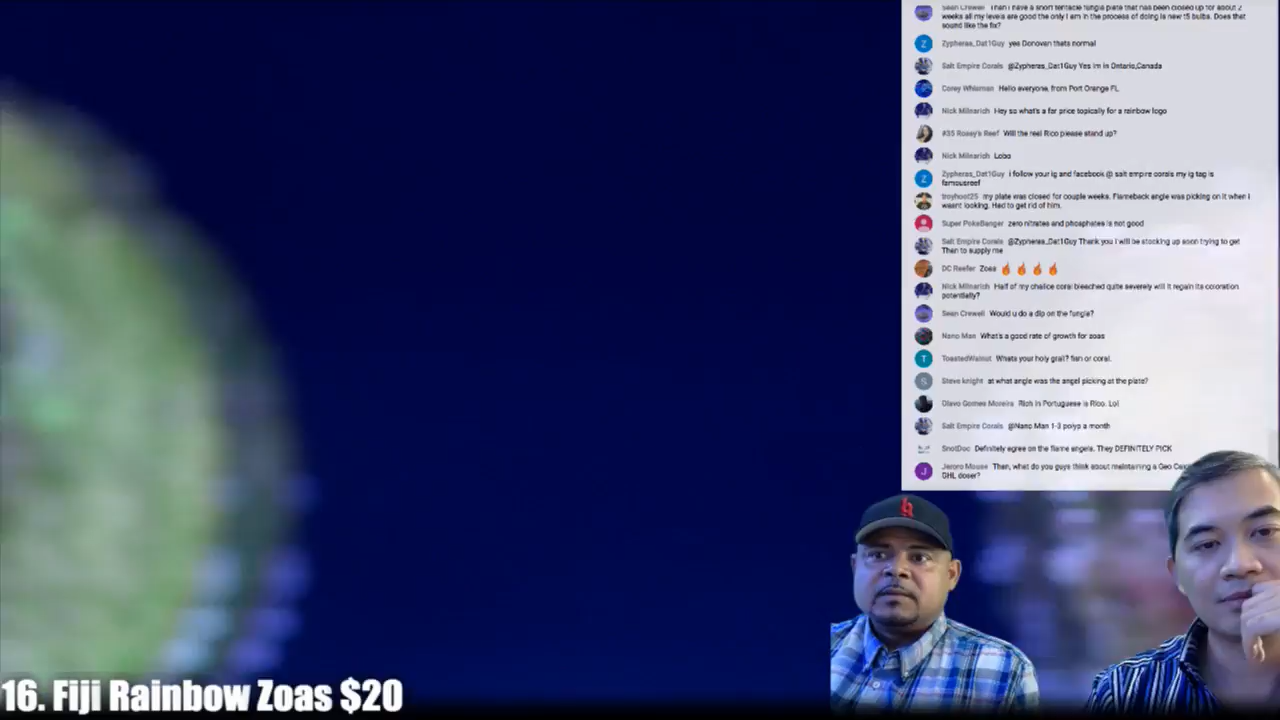 Sean Crewell Than I have a short tentacle fungia plate that has been closed up for about 2
weeks all my levels are good the only I am in the process of doing is new t5 bulbs. Does that
sound like the fix?
Zypheras_Dat1Guy yes Donovan thats normal
Salt Empire Corals @Zypheras_Dat1Guy Yes Im in Ontario,Canada
Corey Whisman Hello everyone, from Port Orange FL
Nick Milnarich Hey so what's a far price topically for a rainbow logo
#35 Rosey's Reef Will the real Rico please stand up?
Nick Milnarich Lobo
Zypheras_Dat1Guy i follow your ig and facebook @ salt empire corals my ig tag is
famousreef
troyhoot25 my plate was closed for couple weeks. Flameback angle was picking on it when I
wasnt looking. Had to get rid of him.
Super PokeBanger zero nitrates and phosphates is not good
Salt Empire Corals @Zypheras_Dat1Guy Thank you I will be stocking up soon trying to get
Than to supply me
DC Reefer Zoas 🔥 🔥 🔥 🔥
Nick Milnarich Half of my chalice coral bleached quite severely will it regain its coloration
potentially?
Sean Crewell Would u do a dip on the fungia?
Nano Man What's a good rate of growth for zoas
ToastedWalnut Whats your holy grail? fish or coral.
Steve knight at what angle was the angel picking at the plate?
Olavo Gomes Moreira Rich in Portuguese is Rico. Lol
Salt Empire Corals @Nano Man 1-3 polyp a month
SnotDoc Definitely agree on the flame angels. They DEFINITELY PICK
Jeroro Mouse Than, what do you guys think about maintaining a Geo
GHL doser?
16. Fiji Rainbow Zoas $20